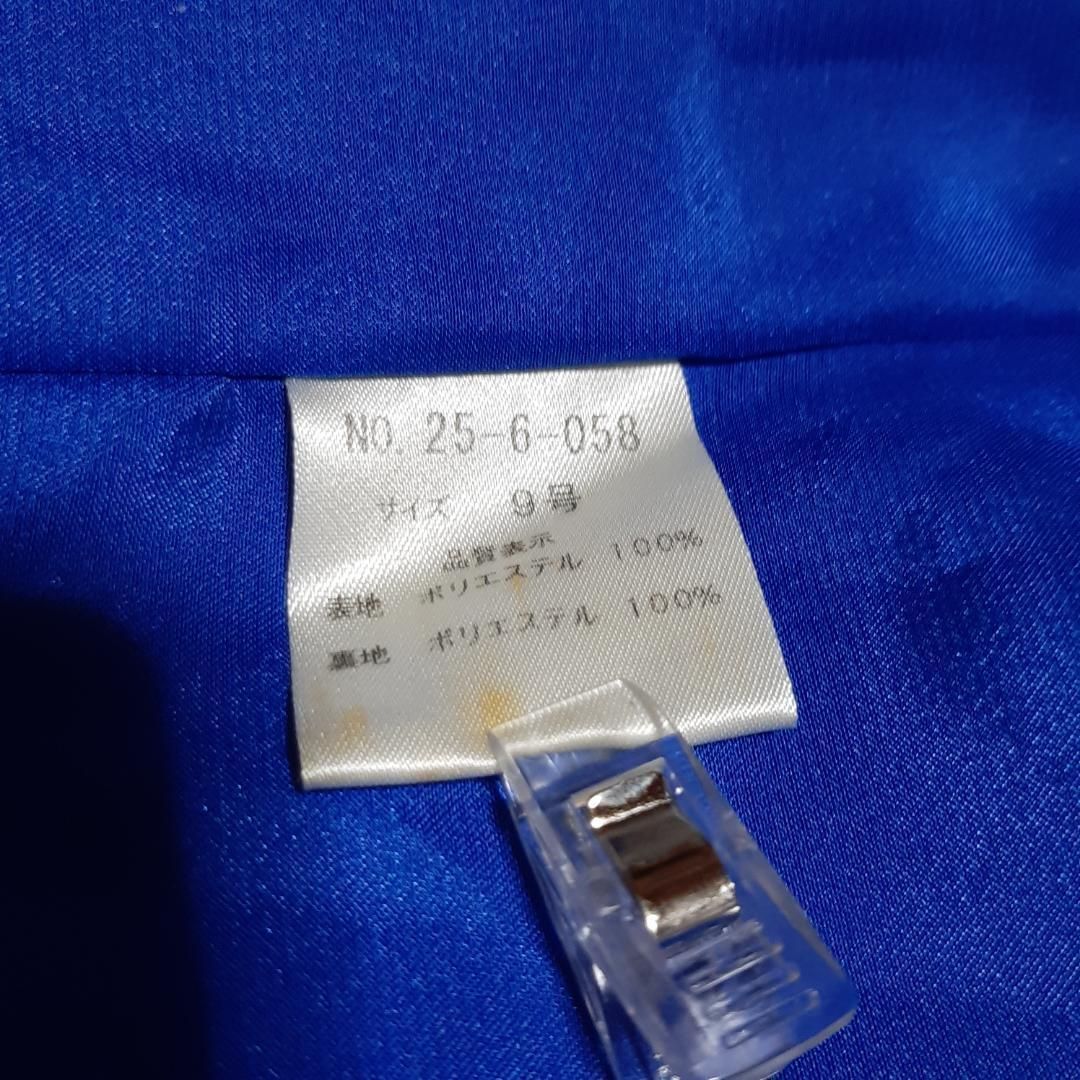 NO. 25-6-058
サイズ 9号
品質表示
表地 ポリエステル 100%
裏地 ポリエステル 100%